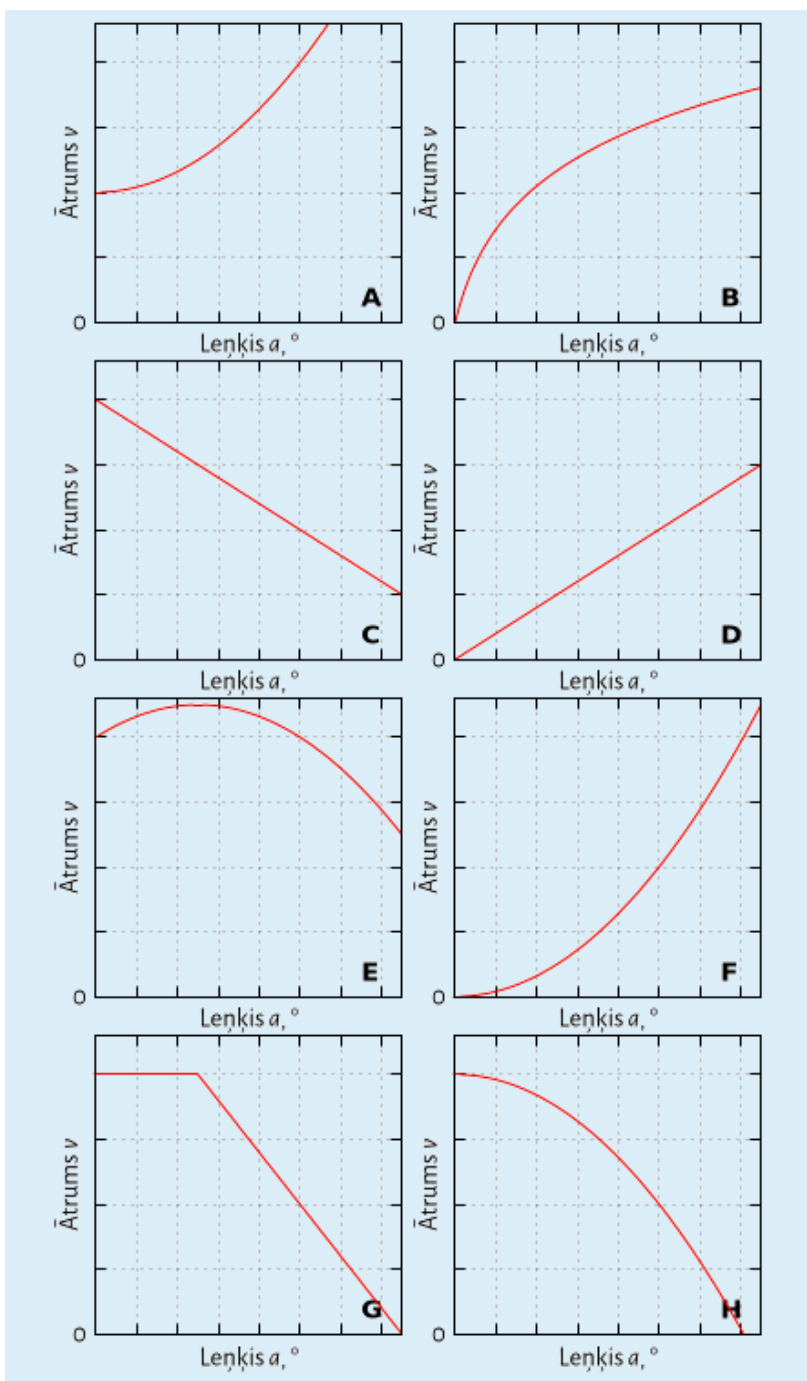 Ātrums v
A
0
Leņķis a, °
Ātrums v
B
0
Leņķis a, °
Ātrums v
C
0
Leņķis a, °
Ātrums v
D
0
Leņķis a, °
Ātrums v
E
0
Leņķis a, °
Ātrums v
F
0
Leņķis a, °
Ātrums v
G
0
Leņķis a, °
Ātrums v
H
0
Leņķis a, °